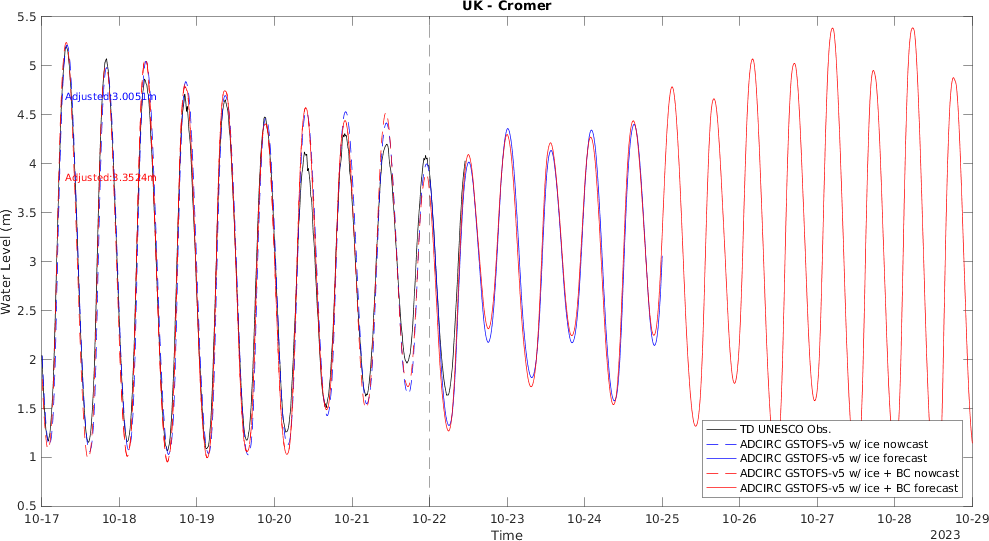 UK - Cromer
5.5
5
4.5
4
3.5
3
2.5
2
1.5
1
0.5
Water Level (m)
Adjusted:3.0051m
Adjusted:3.3524m
TD UNESCO Obs.
ADCIRC GSTOFS-v5 w/ ice nowcast
ADCIRC GSTOFS-v5 w/ ice forecast
ADCIRC GSTOFS-v5 w/ ice + BC nowcast
ADCIRC GSTOFS-v5 w/ ice + BC forecast
10-17 10-18 10-19 10-20 10-21 10-22 10-23 10-24 10-25 10-26 10-27 10-28 10-29
Time
2023